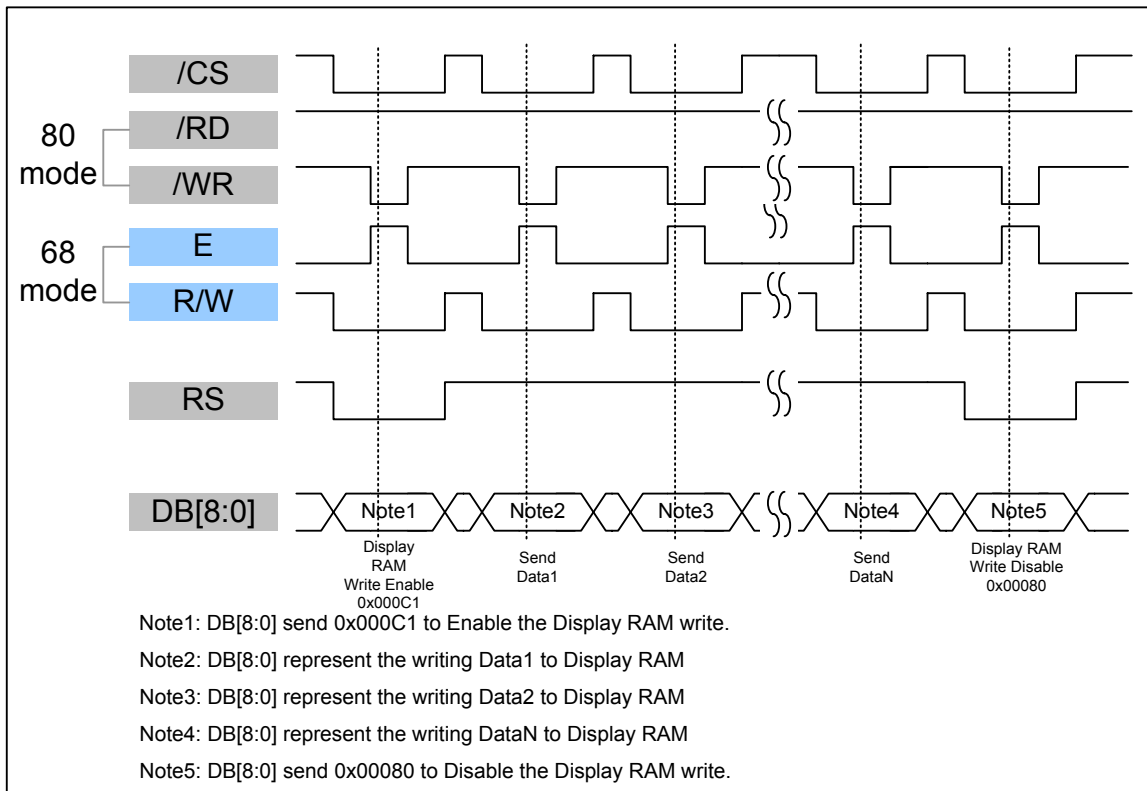 /CS
/RD
80
mode
/WR
E
68
mode
R/W
RS
DB[8:0]
Note1
Note2
Note3
Note4
Note5
Display
RAM
Write Enable
0x000C1
Send
Data1
Send
Data2
Send
DataN
Display RAM
Write Disable
0x00080
Note1: DB[8:0] send 0x000C1 to Enable the Display RAM write.
Note2: DB[8:0] represent the writing Data1 to Display RAM
Note3: DB[8:0] represent the writing Data2 to Display RAM
Note4: DB[8:0] represent the writing DataN to Display RAM
Note5: DB[8:0] send 0x00080 to Disable the Display RAM write.